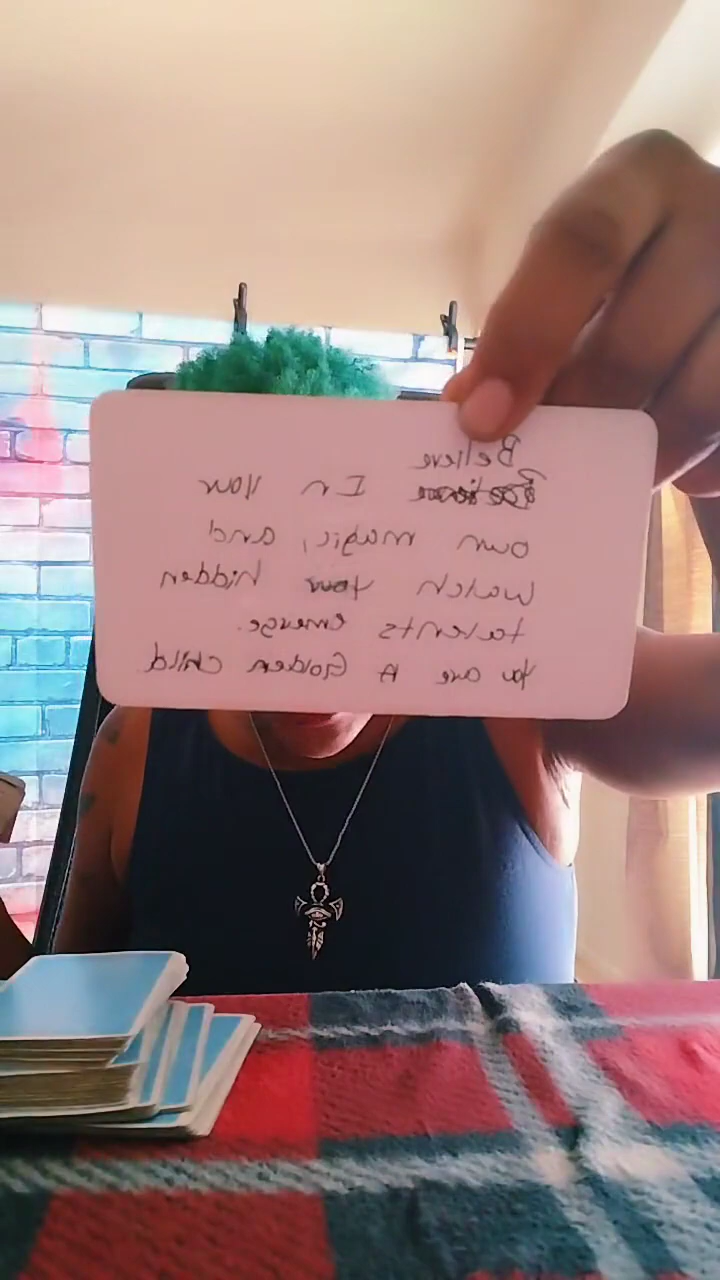 Believe
In your
own magic, and
watch your hidden
talents emerge.
You are A Golden child